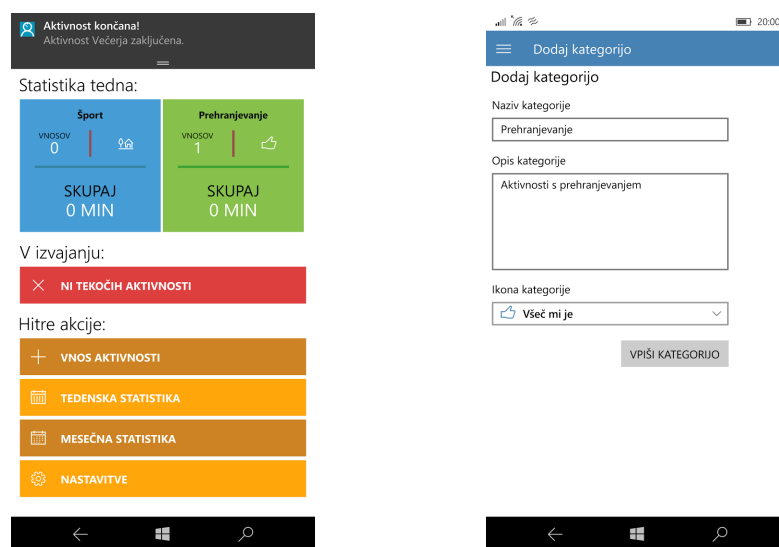 Aktivnost končana!
Aktivnost Večerja zaključena.
Statistika tedna:
Šport
VNOSOV
0
SKUPAJ
0 MIN
Prehranjevanje
VNOSOV
1
SKUPAJ
0 MIN
V izvajanju:
NI TEKOČIH AKTIVNOSTI
Hitre akcije:
VNOS AKTIVNOSTI
TEDENSKA STATISTIKA
MESEČNA STATISTIKA
NASTAVITVE
20:00
Dodaj kategorijo
Dodaj kategorijo
Naziv kategorije
Prehranjevanje
Opis kategorije
Aktivnosti s prehranjevanjem
Ikona kategorije
Všeč mi je
VPIŠI KATEGORIJO